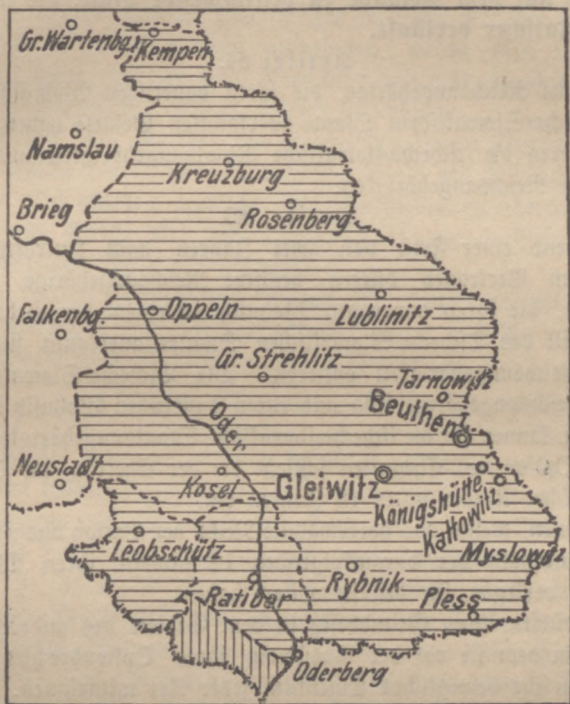 Gr. Wartenbg.
Kempen
Namslau
Kreuzburg
Rosenberg
Brieg
Falkenbg.
Oppeln
Lublinitz
Gr. Strehlitz
Tarnowitz
Beuthen
Oder
Neustadt
Kosel
Gleiwitz
Königshütte
Kattowitz
Leobschütz
Myslowitz
Ratibor
Rybnik
Pless
Oderberg